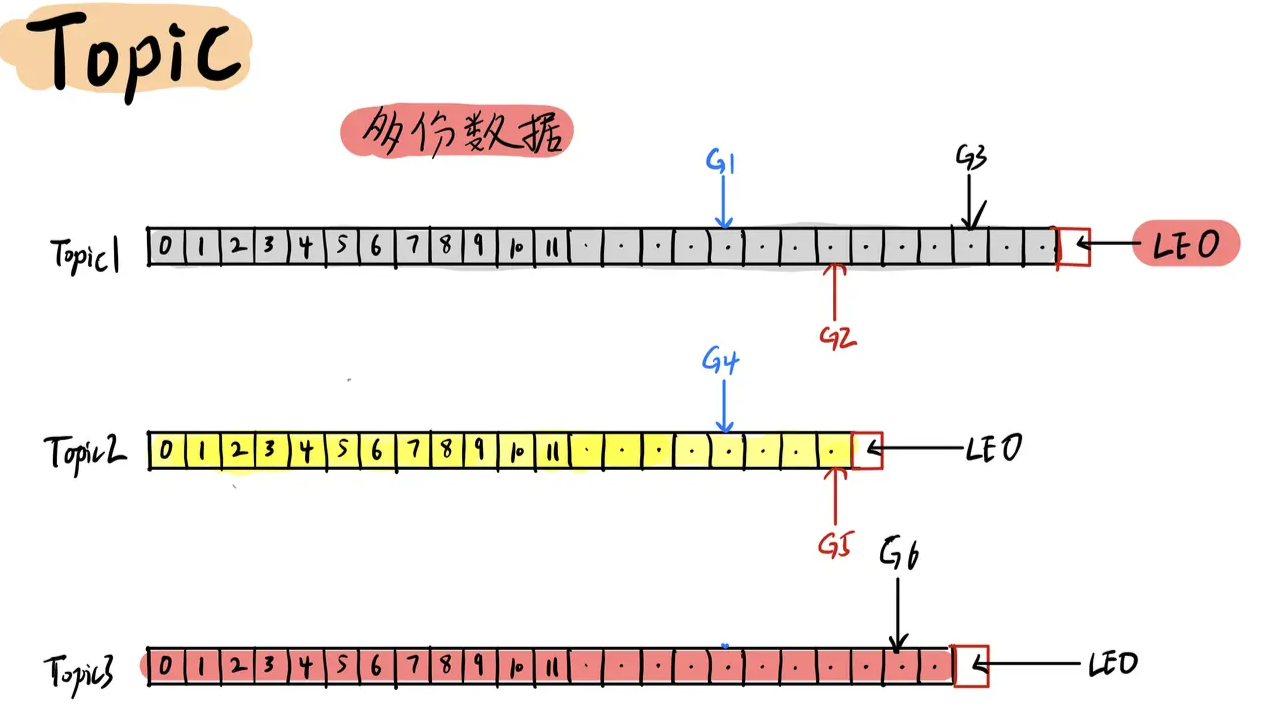 Topic
多份数据
G1 G3
Topic1 0 1 2 3 4 5 6 7 8 9 10 11 . . . . . . . . . . . . . . LEO
G2
G4
Topic2 0 1 2 3 4 5 6 7 8 9 10 11 . . . . . . . . LEO
G5
G6
Topic3 0 1 2 3 4 5 6 7 8 9 10 11 . . . . . . . . . . . LEO